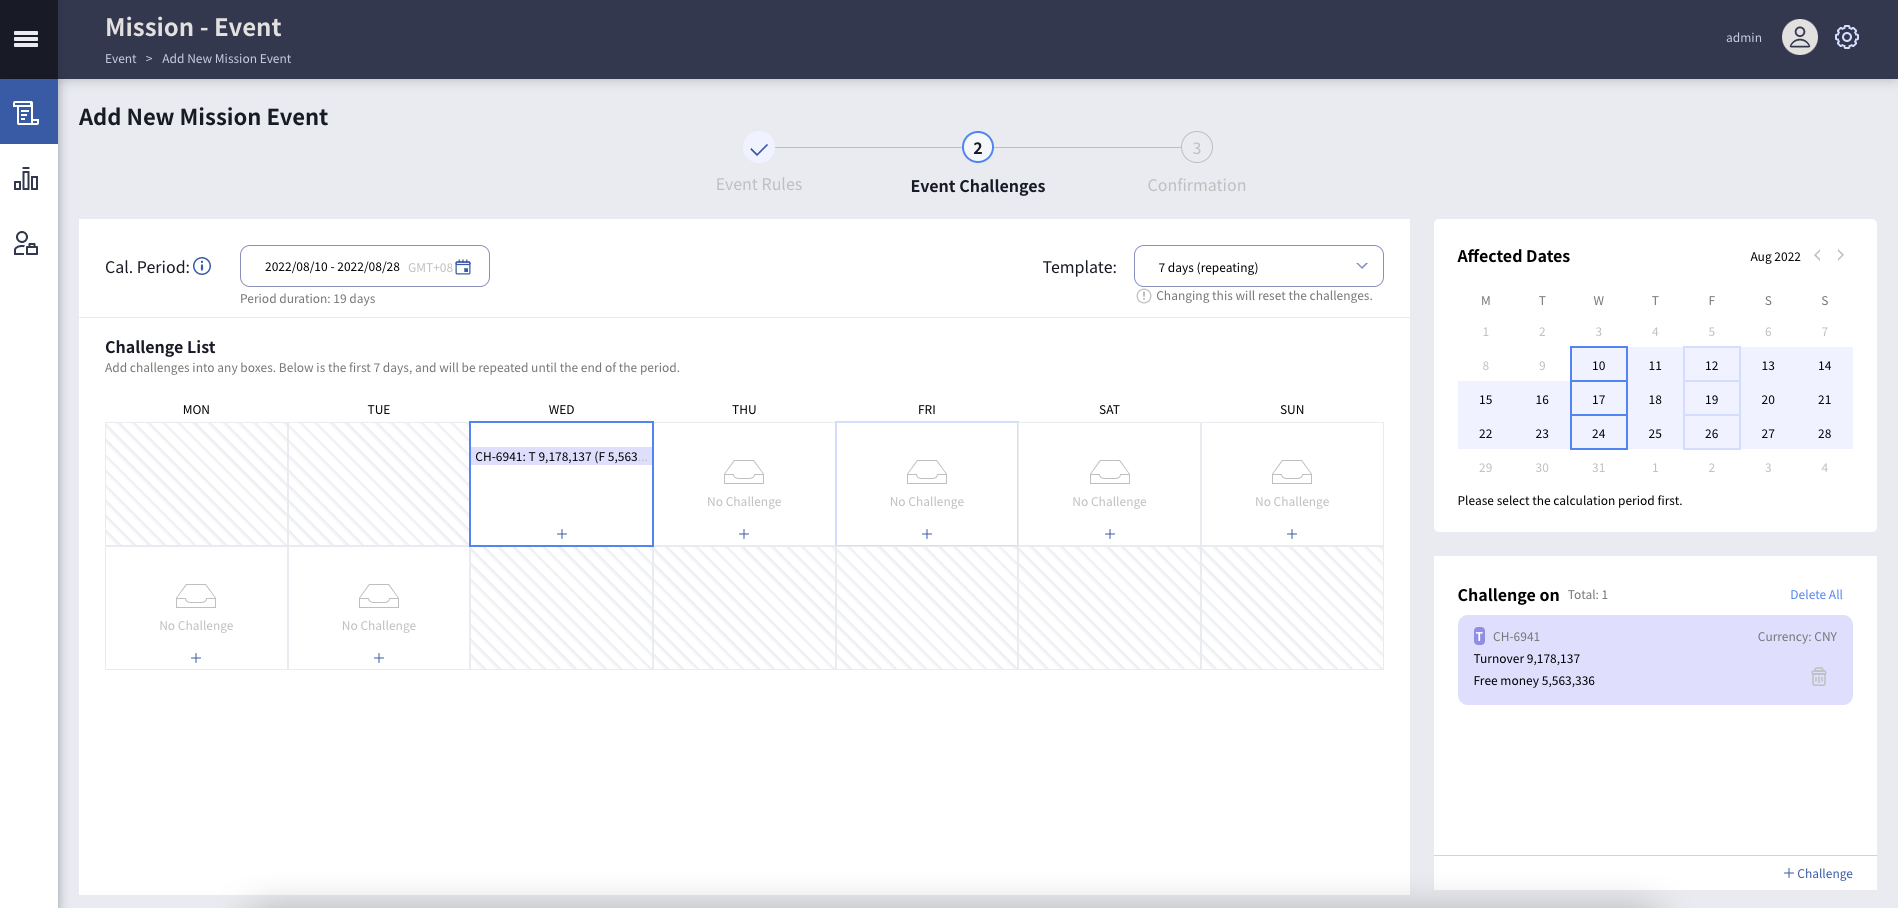 Mission - Event
Event > Add New Mission Event
admin
Add New Mission Event
2
3
Event Rules
Event Challenges
Confirmation
Cal. Period:
2022/08/10 - 2022/08/28 GMT+08
Period duration: 19 days
Template:
7 days (repeating)
Changing this will reset the challenges.
Challenge List
Add challenges into any boxes. Below is the first 7 days, and will be repeated until the end of the period.
MON TUE WED THU FRI SAT SUN
CH-6941: T 9,178,137 (F 5,563...
No Challenge No Challenge No Challenge No Challenge
+ + + + +
No Challenge No Challenge
+ +
Affected Dates
Aug 2022
M T W T F S S
1 2 3 4 5 6 7
8 9 10 11 12 13 14
15 16 17 18 19 20 21
22 23 24 25 26 27 28
29 30 31 1 2 3 4
Please select the calculation period first.
Challenge on Total: 1
Delete All
T CH-6941
Currency: CNY
Turnover 9,178,137
Free money 5,563,336
+ Challenge